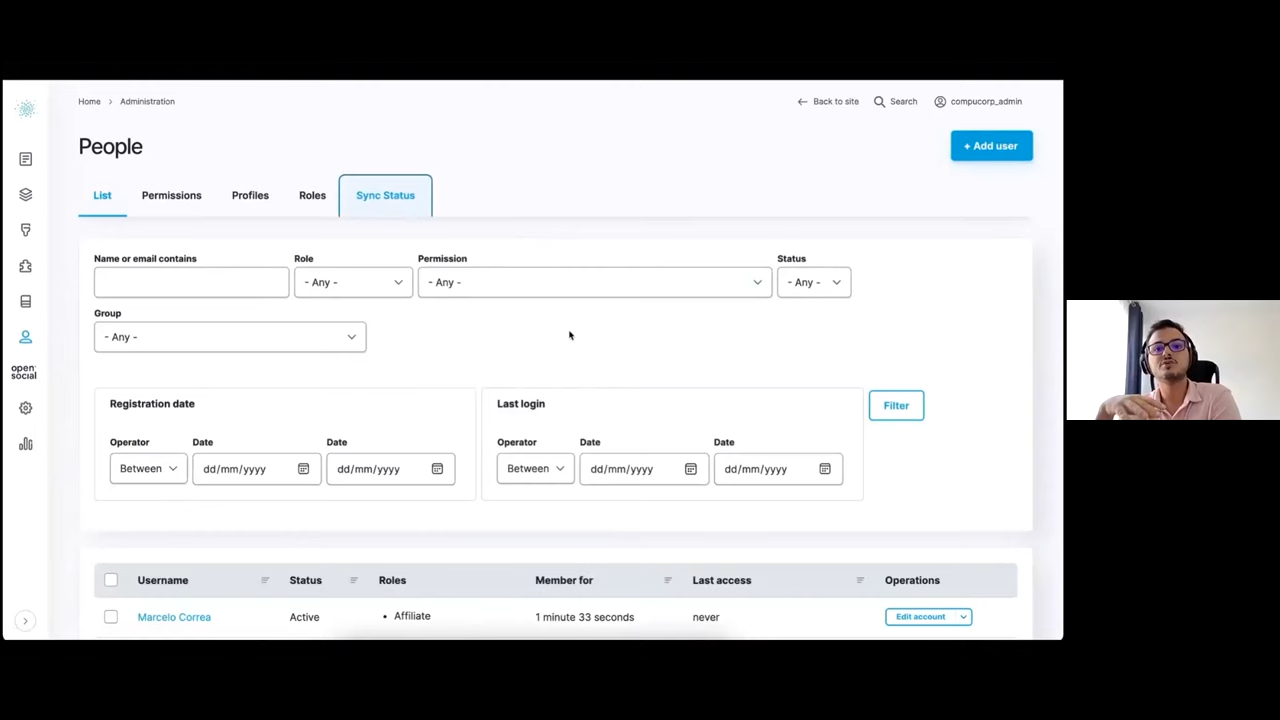 Home > Administration
← Back to site
Search
compucorp_admin
People
+ Add user
List
Permissions
Profiles
Roles
Sync Status
Name or email contains
Role
Permission
Status
- Any -
- Any -
- Any -
Group
- Any -
open
social
Registration date
Last login
Operator
Date
Date
Operator
Date
Date
Between
dd/mm/yyyy
dd/mm/yyyy
Between
dd/mm/yyyy
dd/mm/yyyy
Filter
Username
Status
Roles
Member for
Last access
Operations
Marcelo Correa
Active
• Affiliate
1 minute 33 seconds
never
Edit account